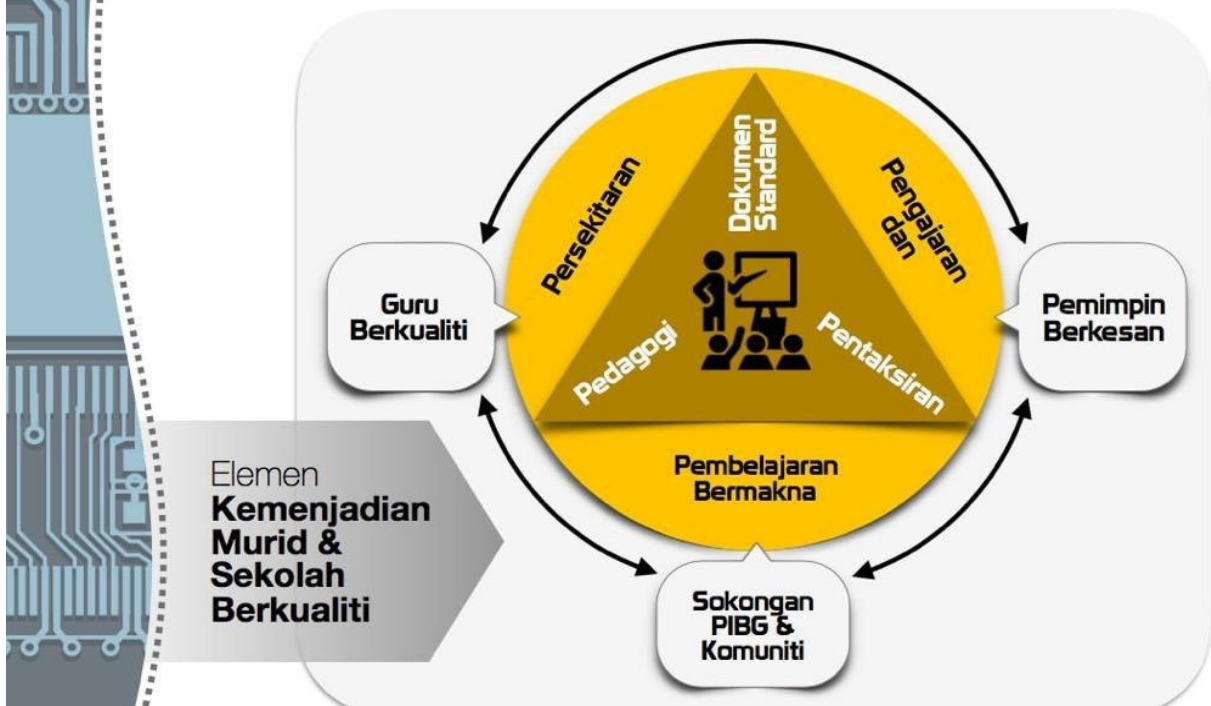 Dokumen
Standard
Persekitaran
Pengajaran
dan
Guru
Berkualiti
Pemimpin
Berkesan
Pedagogi
Pentaksiran
Pembelajaran
Bermakna
Elemen
Kemenjadian
Murid &
Sekolah
Berkualiti
Sokongan
PIBG &
Komuniti